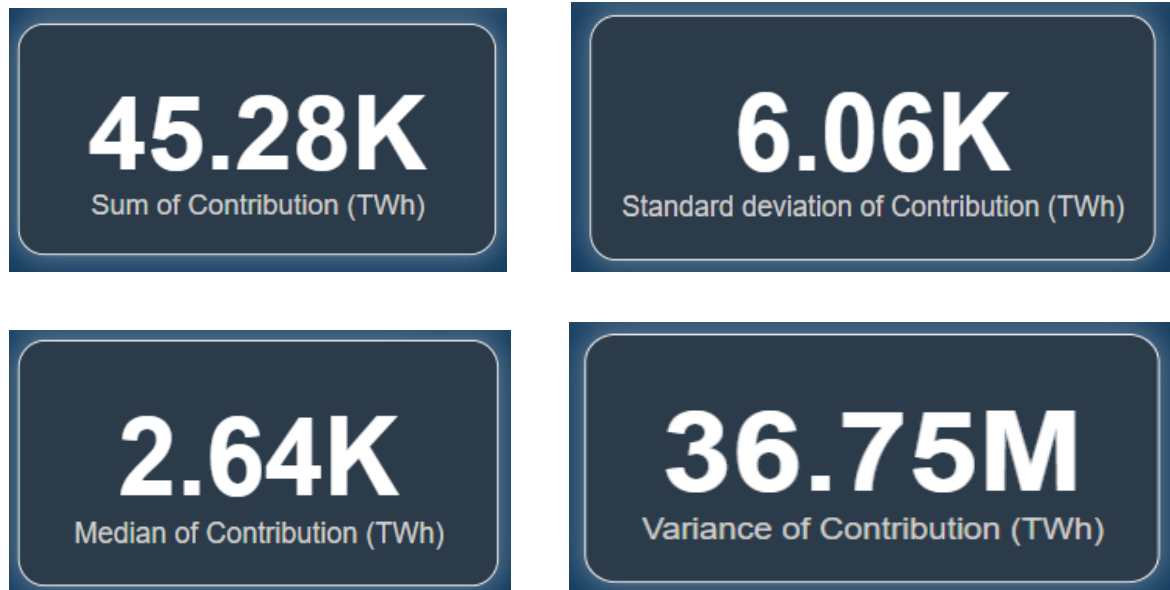 45.28K
Sum of Contribution (TWh)
6.06K
Standard deviation of Contribution (TWh)
2.64K
Median of Contribution (TWh)
36.75M
Variance of Contribution (TWh)